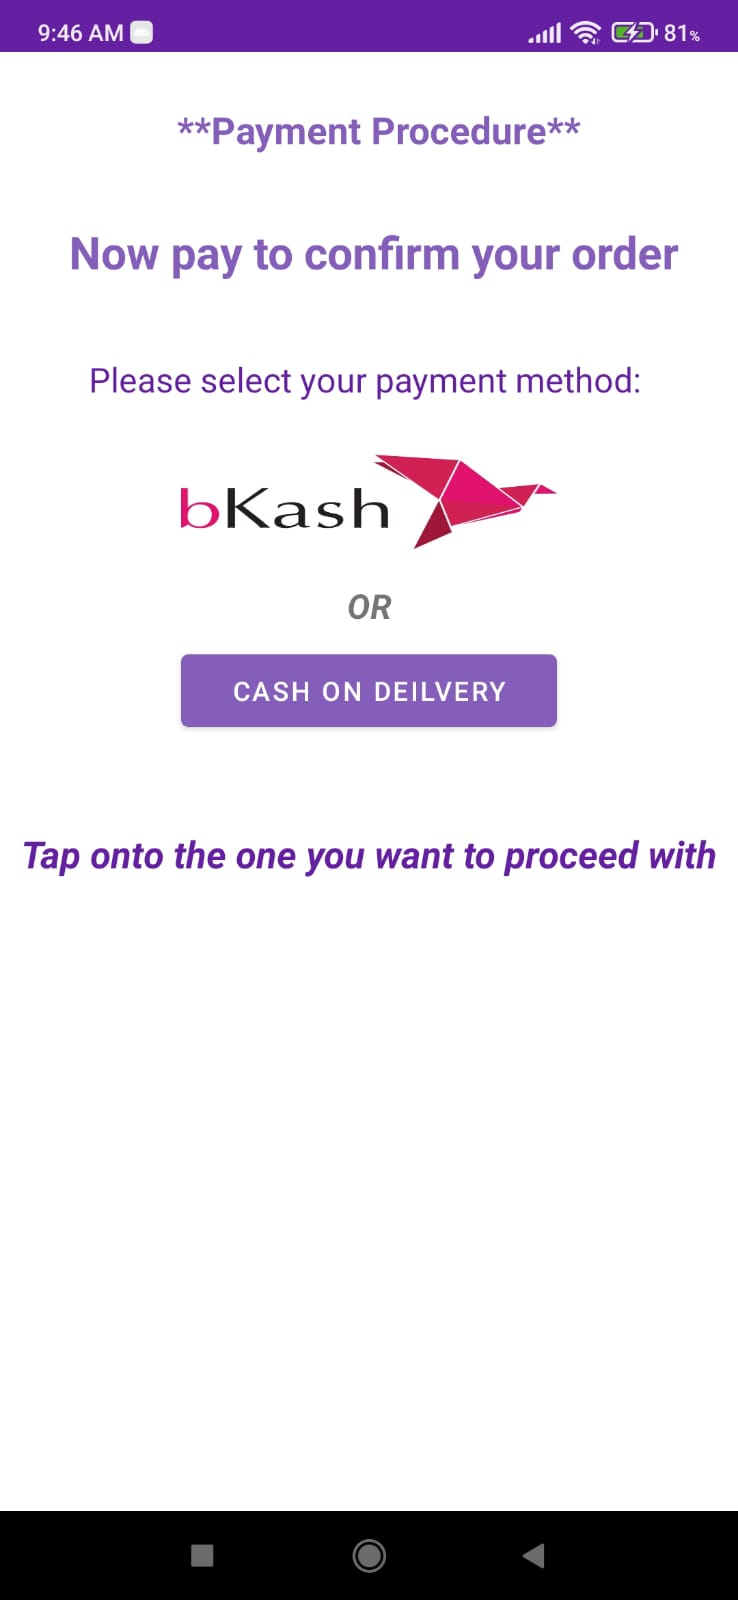 9:46 AM 81%
**Payment Procedure**
Now pay to confirm your order
Please select your payment method:
bKash
OR
CASH ON DEILVERY
Tap onto the one you want to proceed with